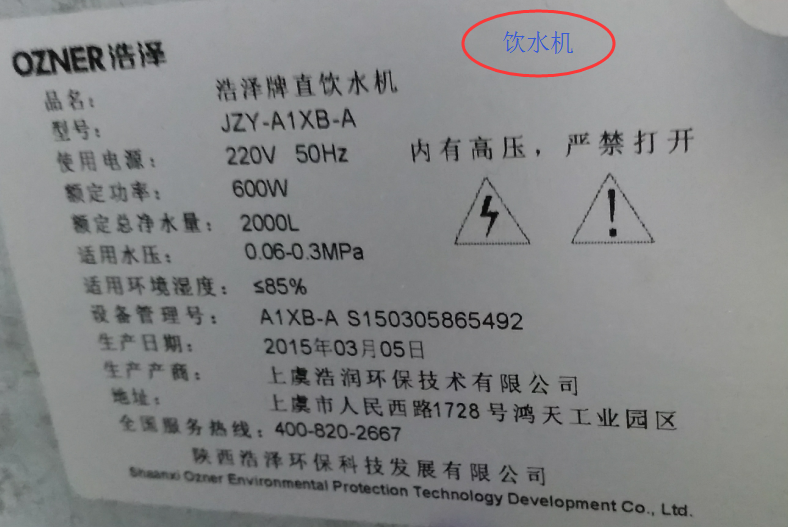 饮水机
OZNER浩泽
品名： 浩泽牌直饮水机
型号： JZY-A1XB-A
使用电源： 220V 50Hz
内有高压，严禁打开
额定功率： 600W
额定总净水量： 2000L
适用水压： 0.06-0.3MPa
适用环境湿度： ≤85%
设备管理号： A1XB-A S150305865492
生产日期： 2015年03月05日
生产产商： 上虞浩润环保技术有限公司
地址： 上虞市人民西路1728号鸿天工业园区
全国服务热线：400-820-2667
陕西浩泽环保科技发展有限公司
Shaanxi Ozner Environmental Protection Technology Development Co., Ltd.